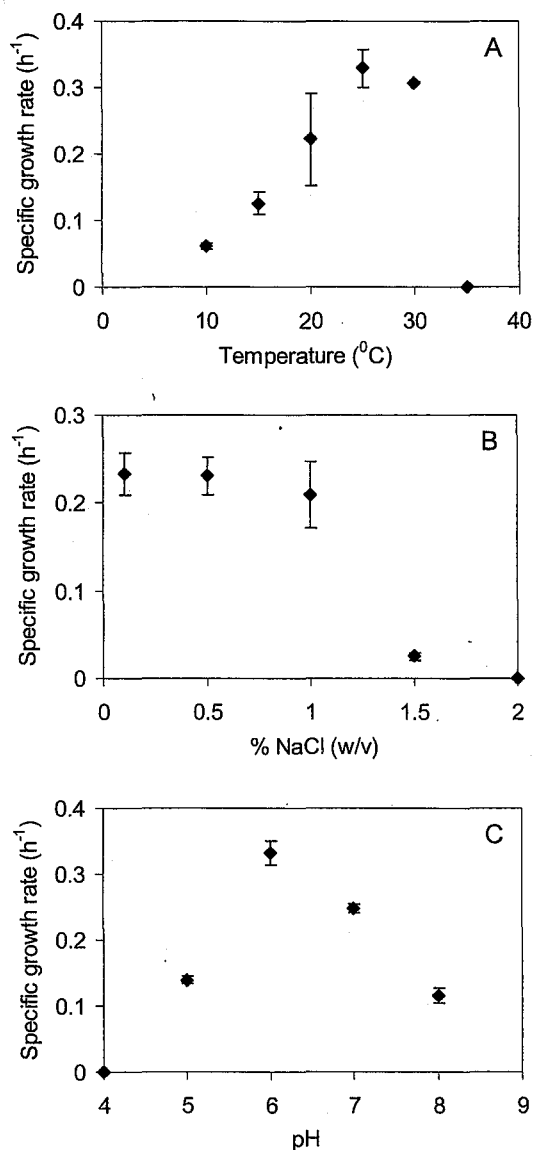 A
Specific growth rate (h⁻¹)
0.4
0.3
0.2
0.1
0
0 10 20 30 40
Temperature (⁰C)
B
Specific growth rate (h⁻¹)
0.3
0.2
0.1
0
0 0.5 1 1.5 2
% NaCl (w/v)
C
Specific growth rate (h⁻¹)
0.4
0.3
0.2
0.1
0
4 5 6 7 8 9
pH